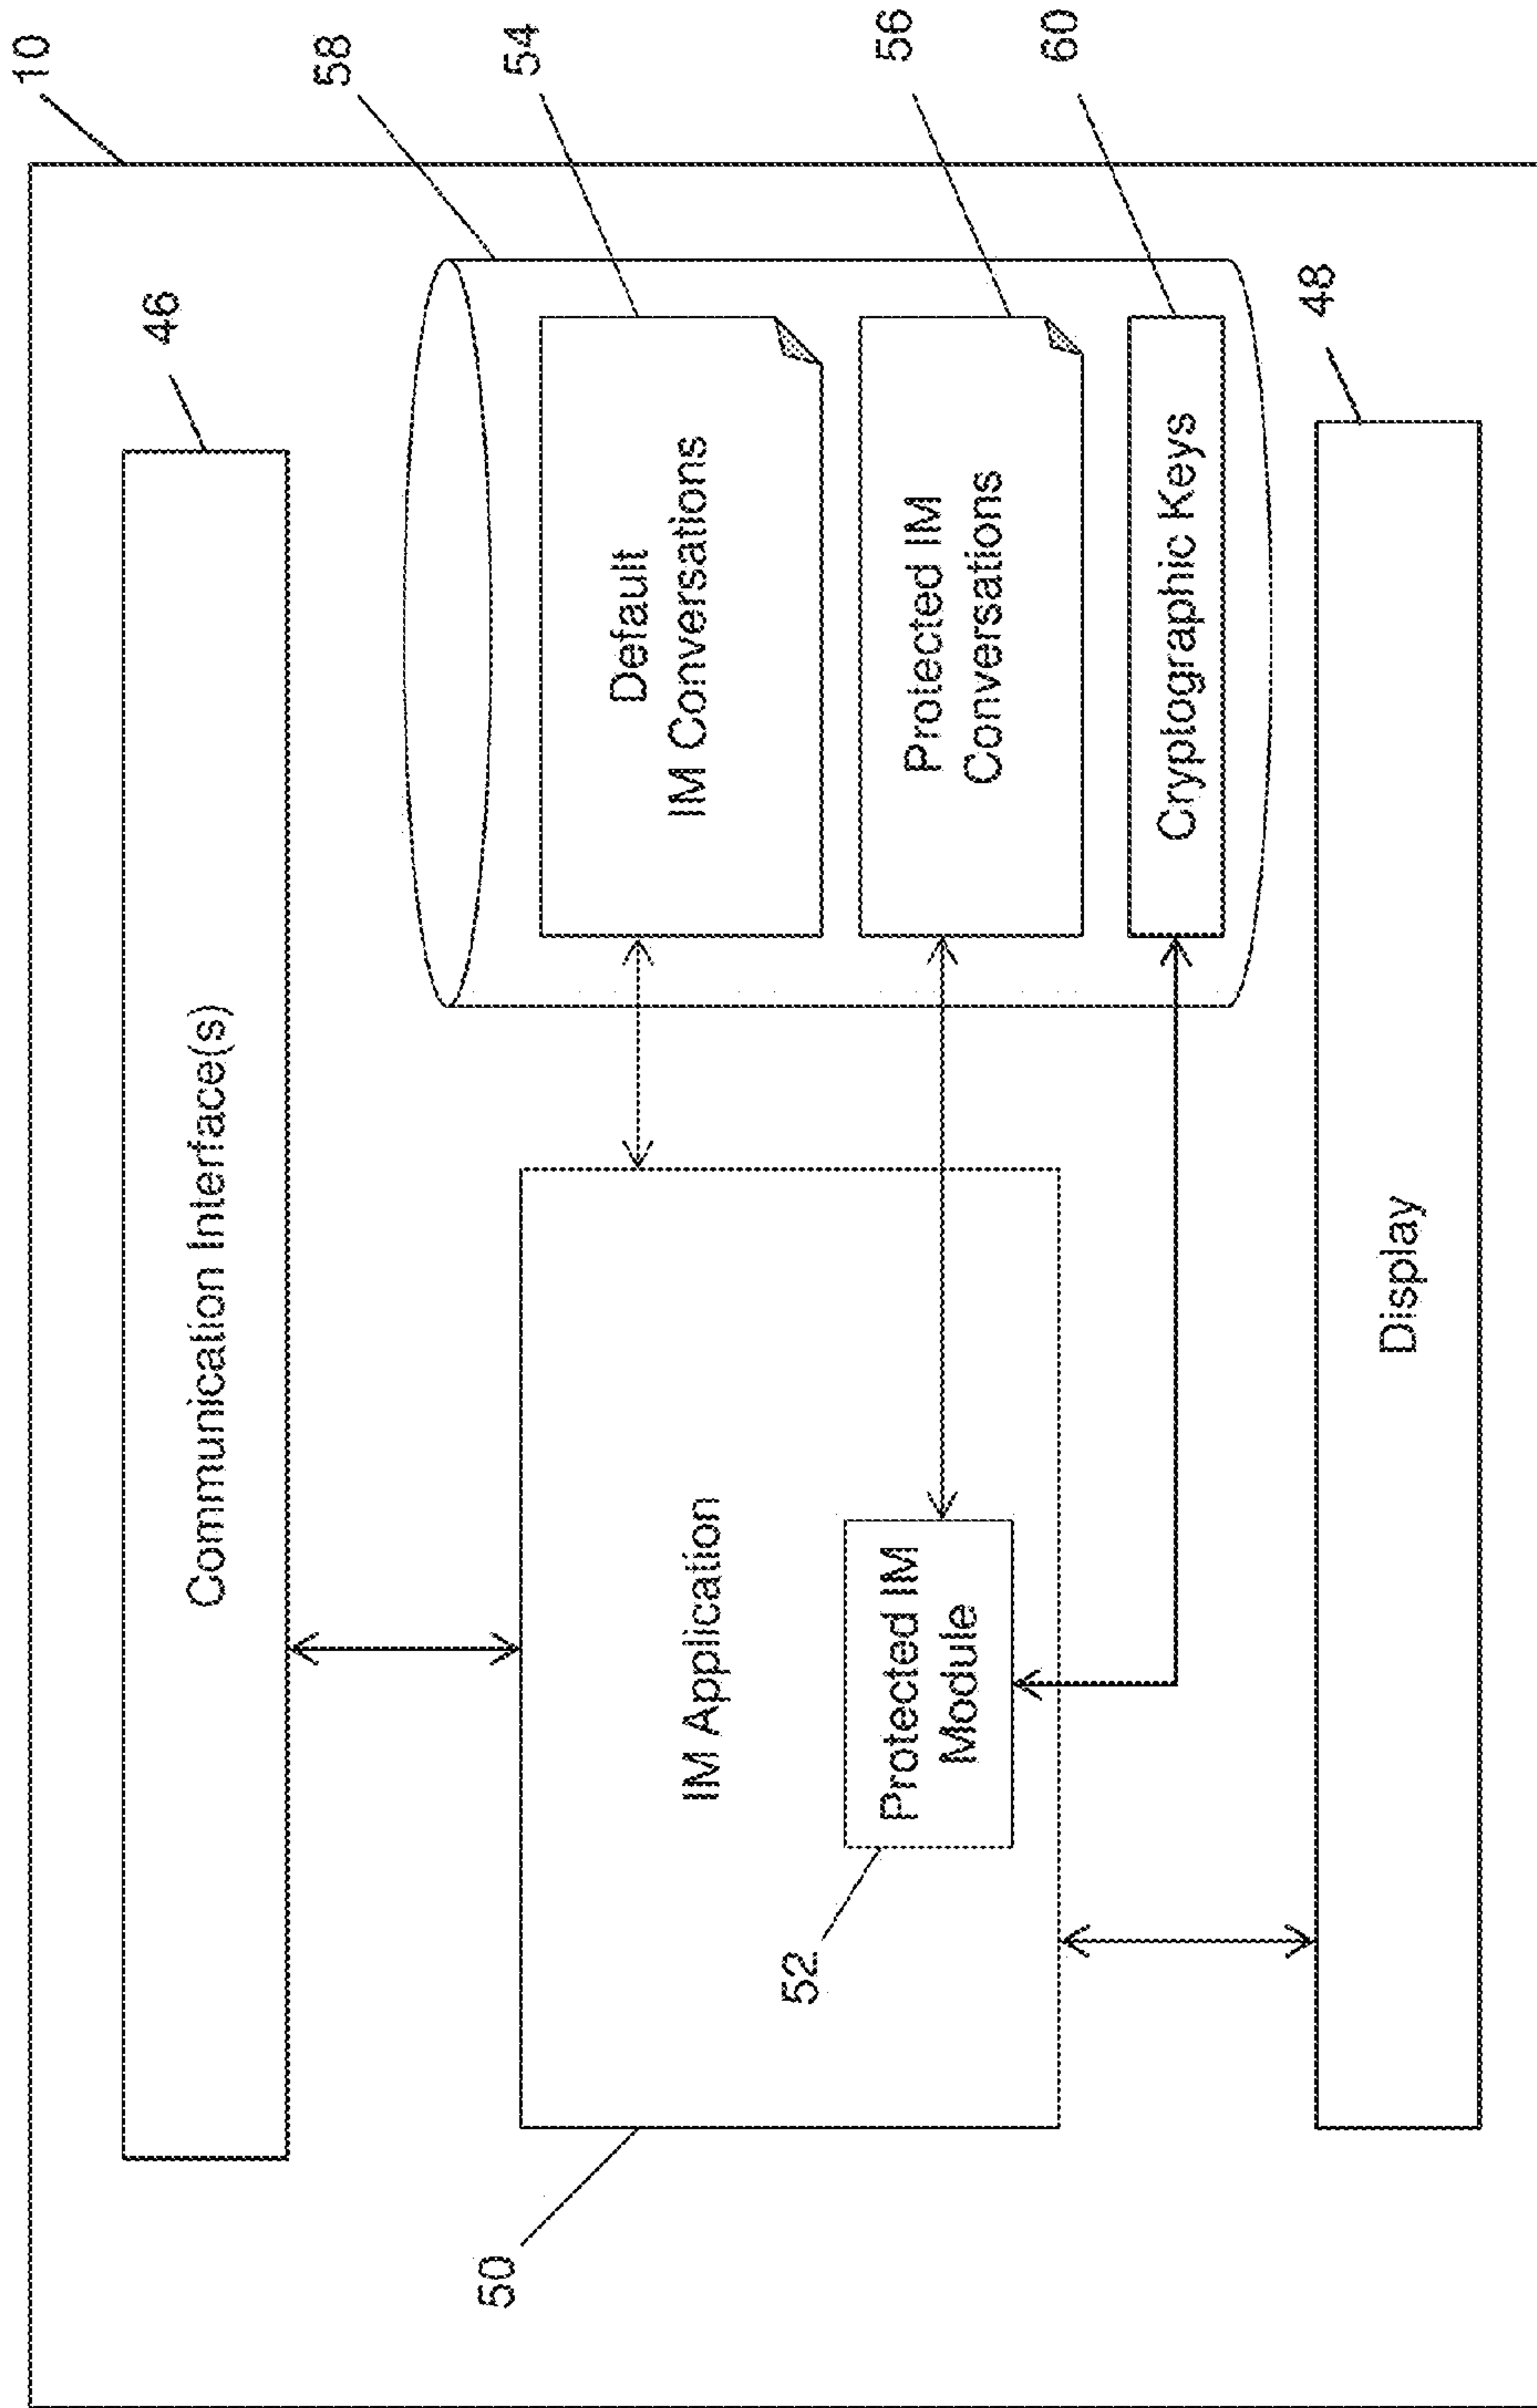 10
46
Communication Interface(s)
58
54
Default
IM Conversations
56
Protected IM
Conversations
60
Cryptographic Keys
50
IM Application
52
Protected IM
Module
48
Display